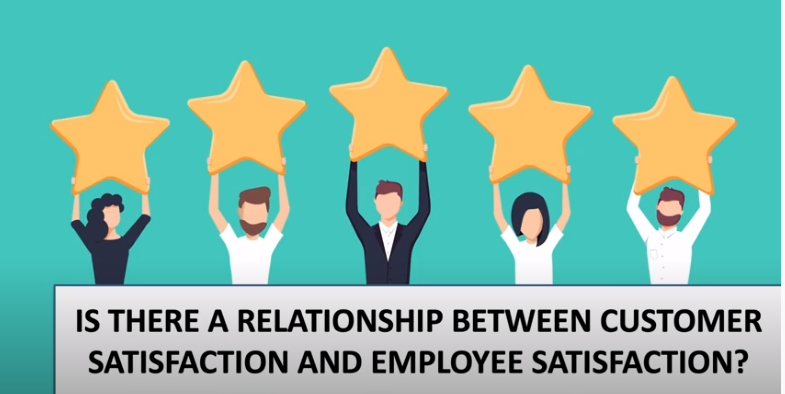 IS THERE A RELATIONSHIP BETWEEN CUSTOMER
SATISFACTION AND EMPLOYEE SATISFACTION?